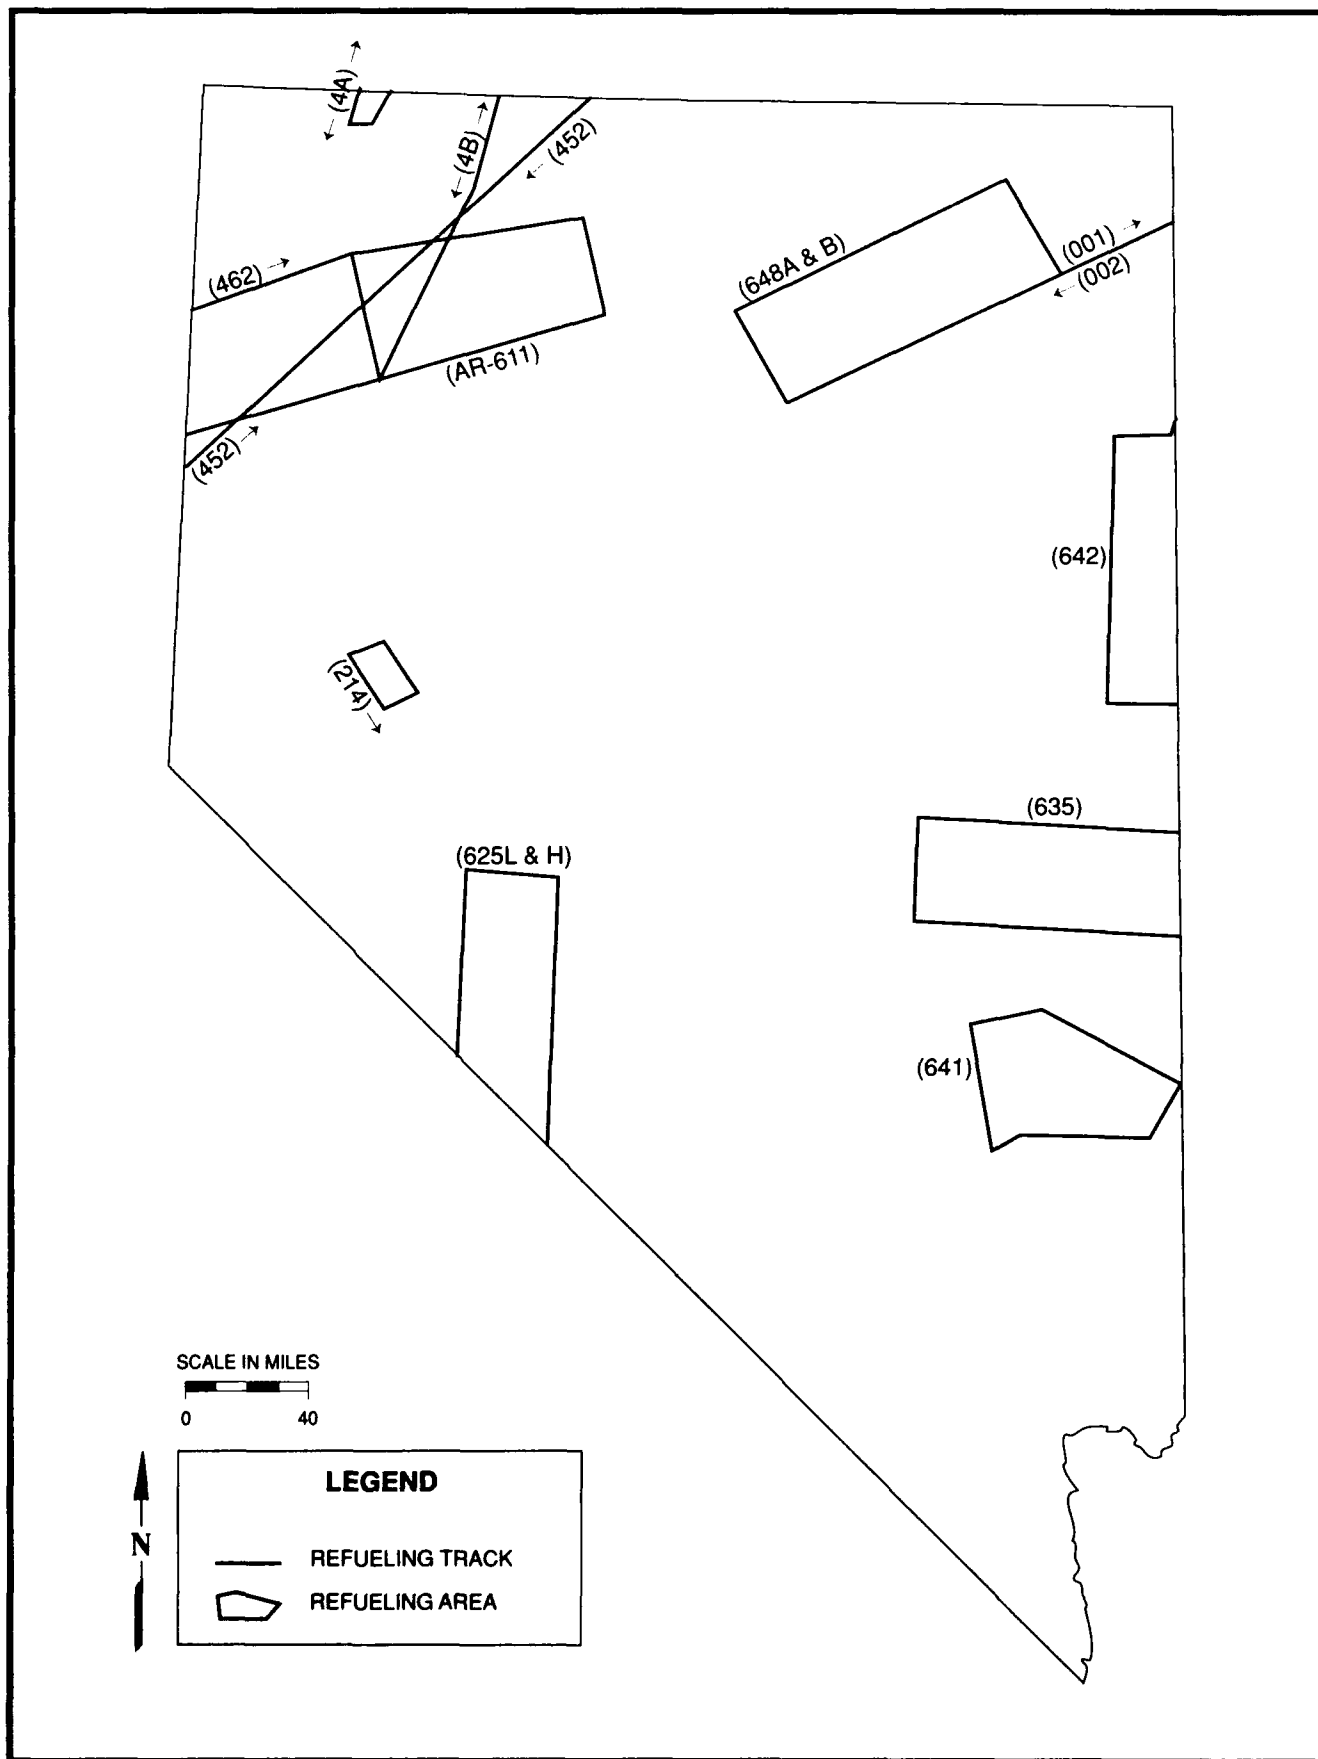 (4A)
(4B)
(452)
(462)
(648A & B)
(001)
(002)
(AR-611)
(452)
(642)
(214)
(635)
(625L & H)
(641)
SCALE IN MILES
0 40
N
LEGEND
REFUELING TRACK
REFUELING AREA